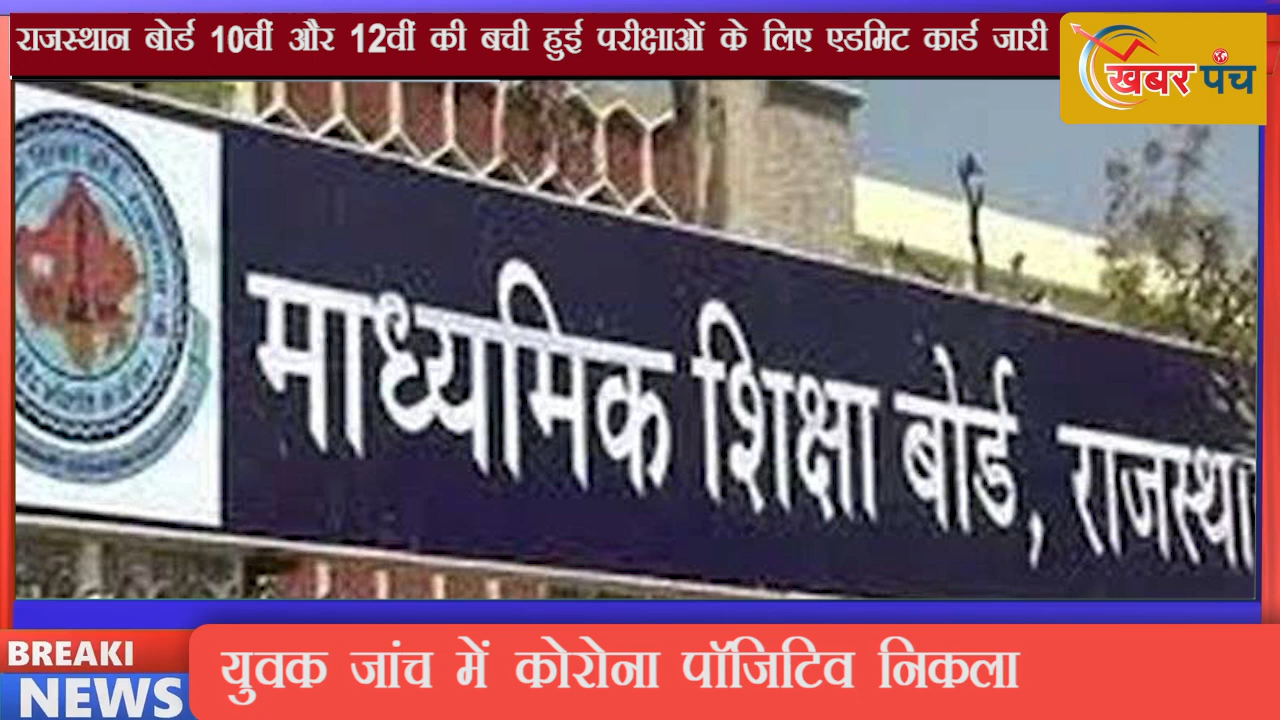 राजस्थान बोर्ड 10वीं और 12वीं की बची हुई परीक्षाओं के लिए एडमिट कार्ड जारी
खबर पंच
माध्यमिक शिक्षा बोर्ड, राजस्था
BREAKI
NEWS
युवक जांच में कोरोना पॉजिटिव निकला